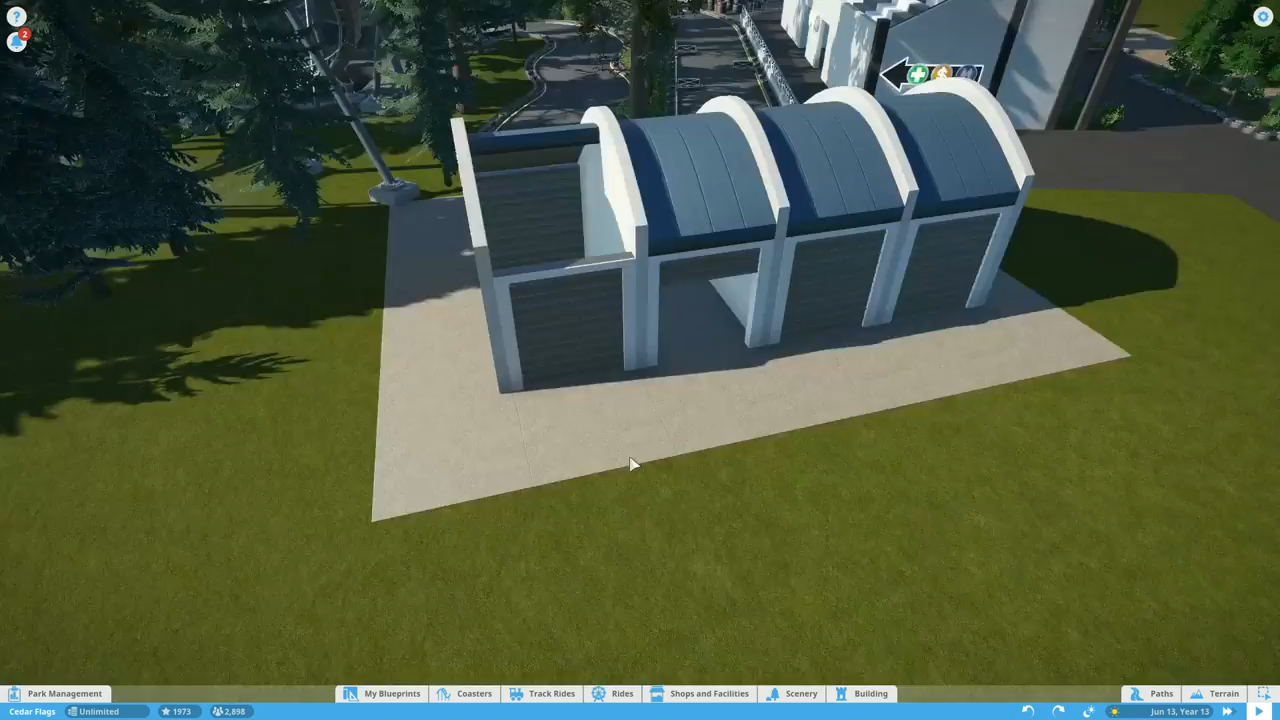 ?
2
Park Management
My Blueprints
Coasters
Track Rides
Rides
Shops and Facilities
Scenery
Building
Paths
Terrain
Cedar Flags
Unlimited
1973
2,898
Jun 13, Year 13